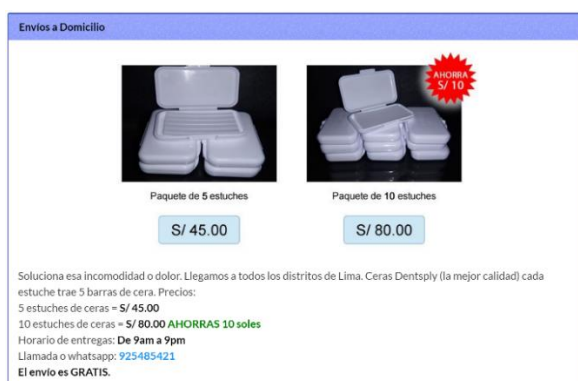 Envíos a Domicilio
AHORRA
S/ 10
Paquete de 5 estuches
Paquete de 10 estuches
S/ 45.00
S/ 80.00
Soluciona esa incomodidad o dolor. Llegamos a todos los distritos de Lima. Ceras Dentsply (la mejor calidad) cada
estuche trae 5 barras de cera. Precios:
5 estuches de ceras = S/ 45.00
10 estuches de ceras = S/ 80.00 AHORRAS 10 soles
Horario de entregas: De 9am a 9pm
Llamada o whatsapp: 925485421
El envío es GRATIS.